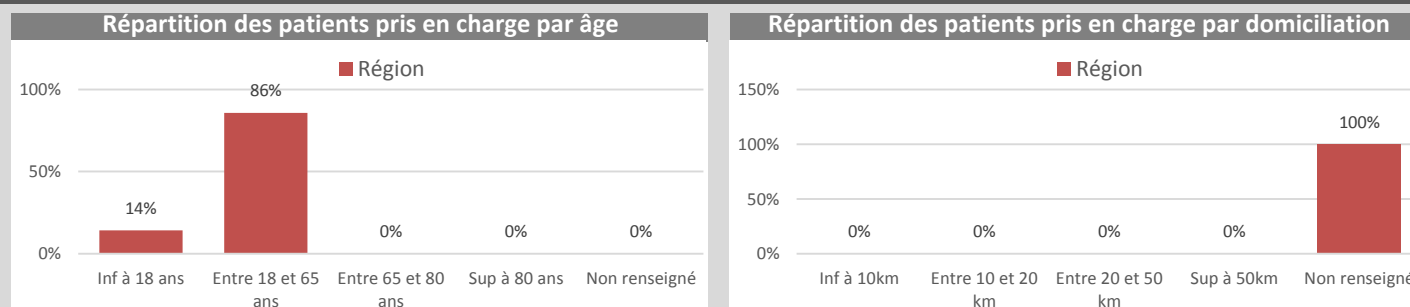 Répartition des patients pris en charge par âge
Région
100%
50%
0%
14%
86%
0%
0%
0%
Inf à 18 ans
Entre 18 et 65
ans
Entre 65 et 80
ans
Sup à 80 ans
Non renseigné
Répartition des patients pris en charge par domiciliation
Région
150%
100%
50%
0%
0%
0%
0%
0%
100%
Inf à 10km
Entre 10 et 20
km
Entre 20 et 50
km
Sup à 50km
Non renseigné